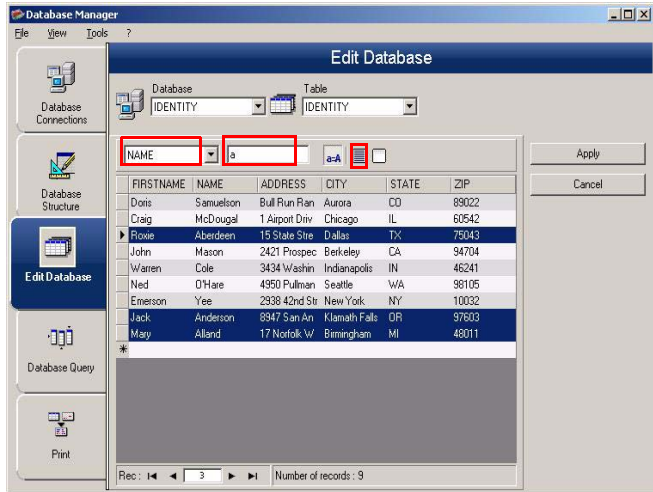 Database Manager
File View Tools ?
Edit Database
Database Connections
Database Structure
Edit Database
Database Query
Print
Database Table
IDENTITY IDENTITY
NAME a a=A
Apply
Cancel
FIRSTNAME NAME ADDRESS CITY STATE ZIP
Doris Samuelson Bull Run Ran Aurora CO 89022
Craig McDougal 1 Airport Driv Chicago IL 60542
Roxie Aberdeen 15 State Stre Dallas TX 75043
John Mason 2421 Prospec Berkeley CA 94704
Warren Cole 3434 Washin Indianapolis IN 46241
Ned O'Hare 4950 Pullman Seattle WA 98105
Emerson Yee 2938 42nd Str New York NY 10032
Jack Anderson 8947 San An Klamath Falls OR 97603
Mary Alland 17 Norfolk W Birmingham MI 48011
Rec: 3 Number of records : 9